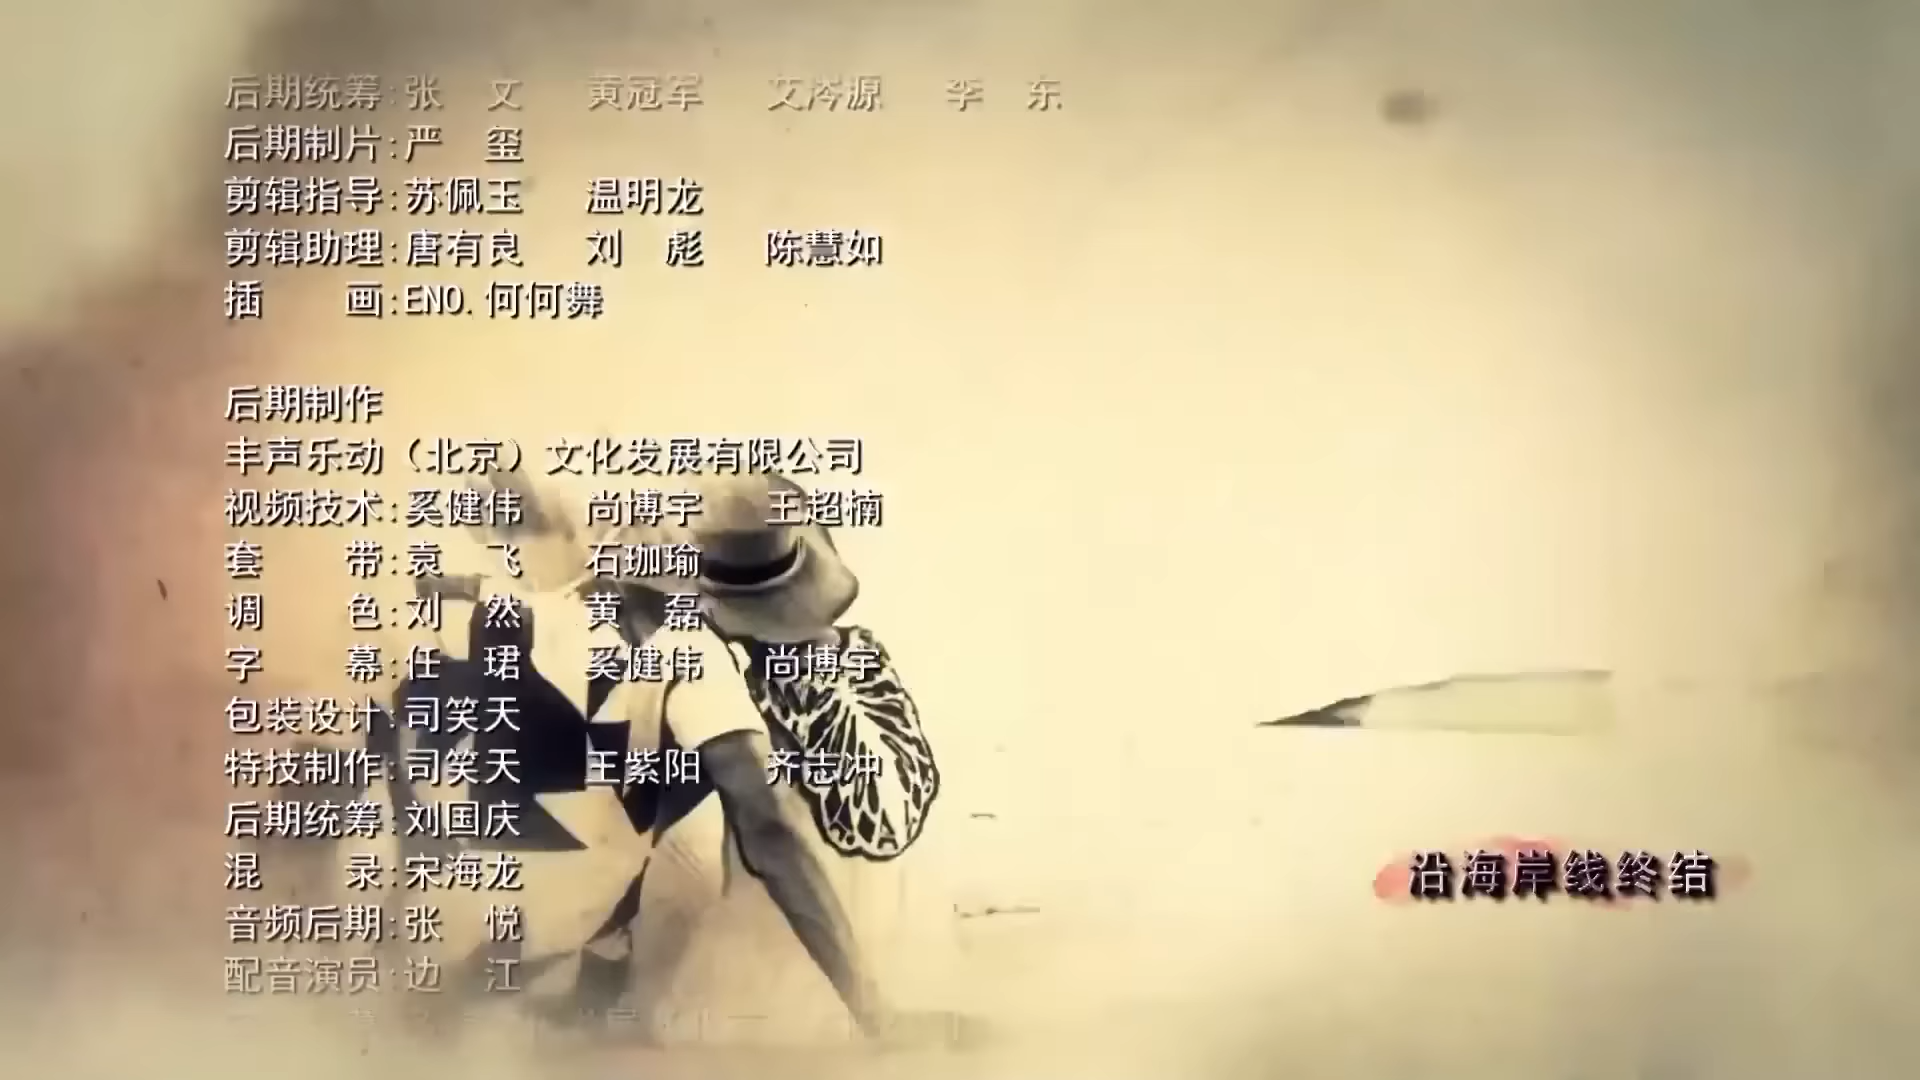 后期统筹:张 文 黄冠军 艾涔源 李 东
后期制片:严 玺
剪辑指导:苏佩玉 温明龙
剪辑助理:唐有良 刘 彪 陈慧如
插 画:ENO.何何舞
后期制作
丰声乐动（北京）文化发展有限公司
视频技术:奚健伟 尚博宇 王超楠
套 带:袁 飞 石珈瑜
调 色:刘 然 黄 磊
字 幕:任 珺 奚健伟 尚博宇
包装设计:司笑天
特技制作:司笑天 王紫阳 齐志冲
后期统筹:刘国庆
混 录:宋海龙
音频后期:张 悦
配音演员:边 江
沿海岸线终结